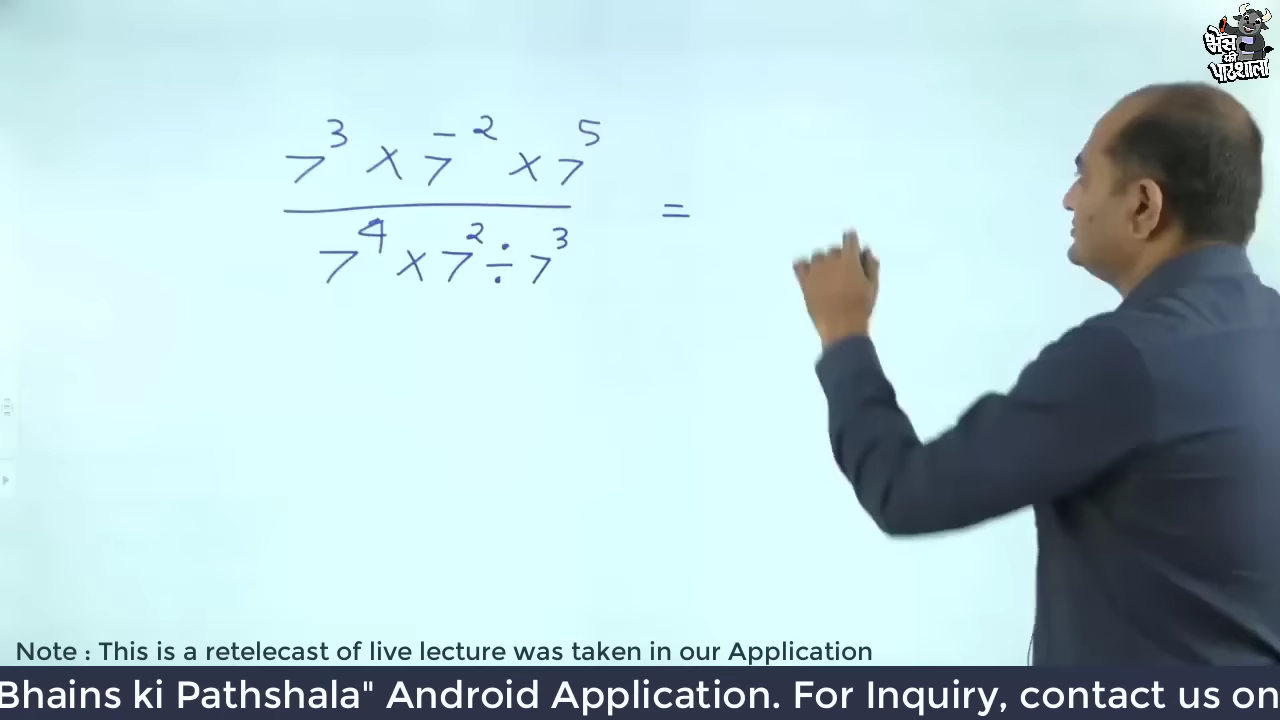 भैंस
की
पाठशाला
7³ × 7⁻² × 7⁵
=
7⁴ × 7² ÷ 7³
Note : This is a retelecast of live lecture was taken in our Application
Bhains ki Pathshala" Android Application. For Inquiry, contact us on